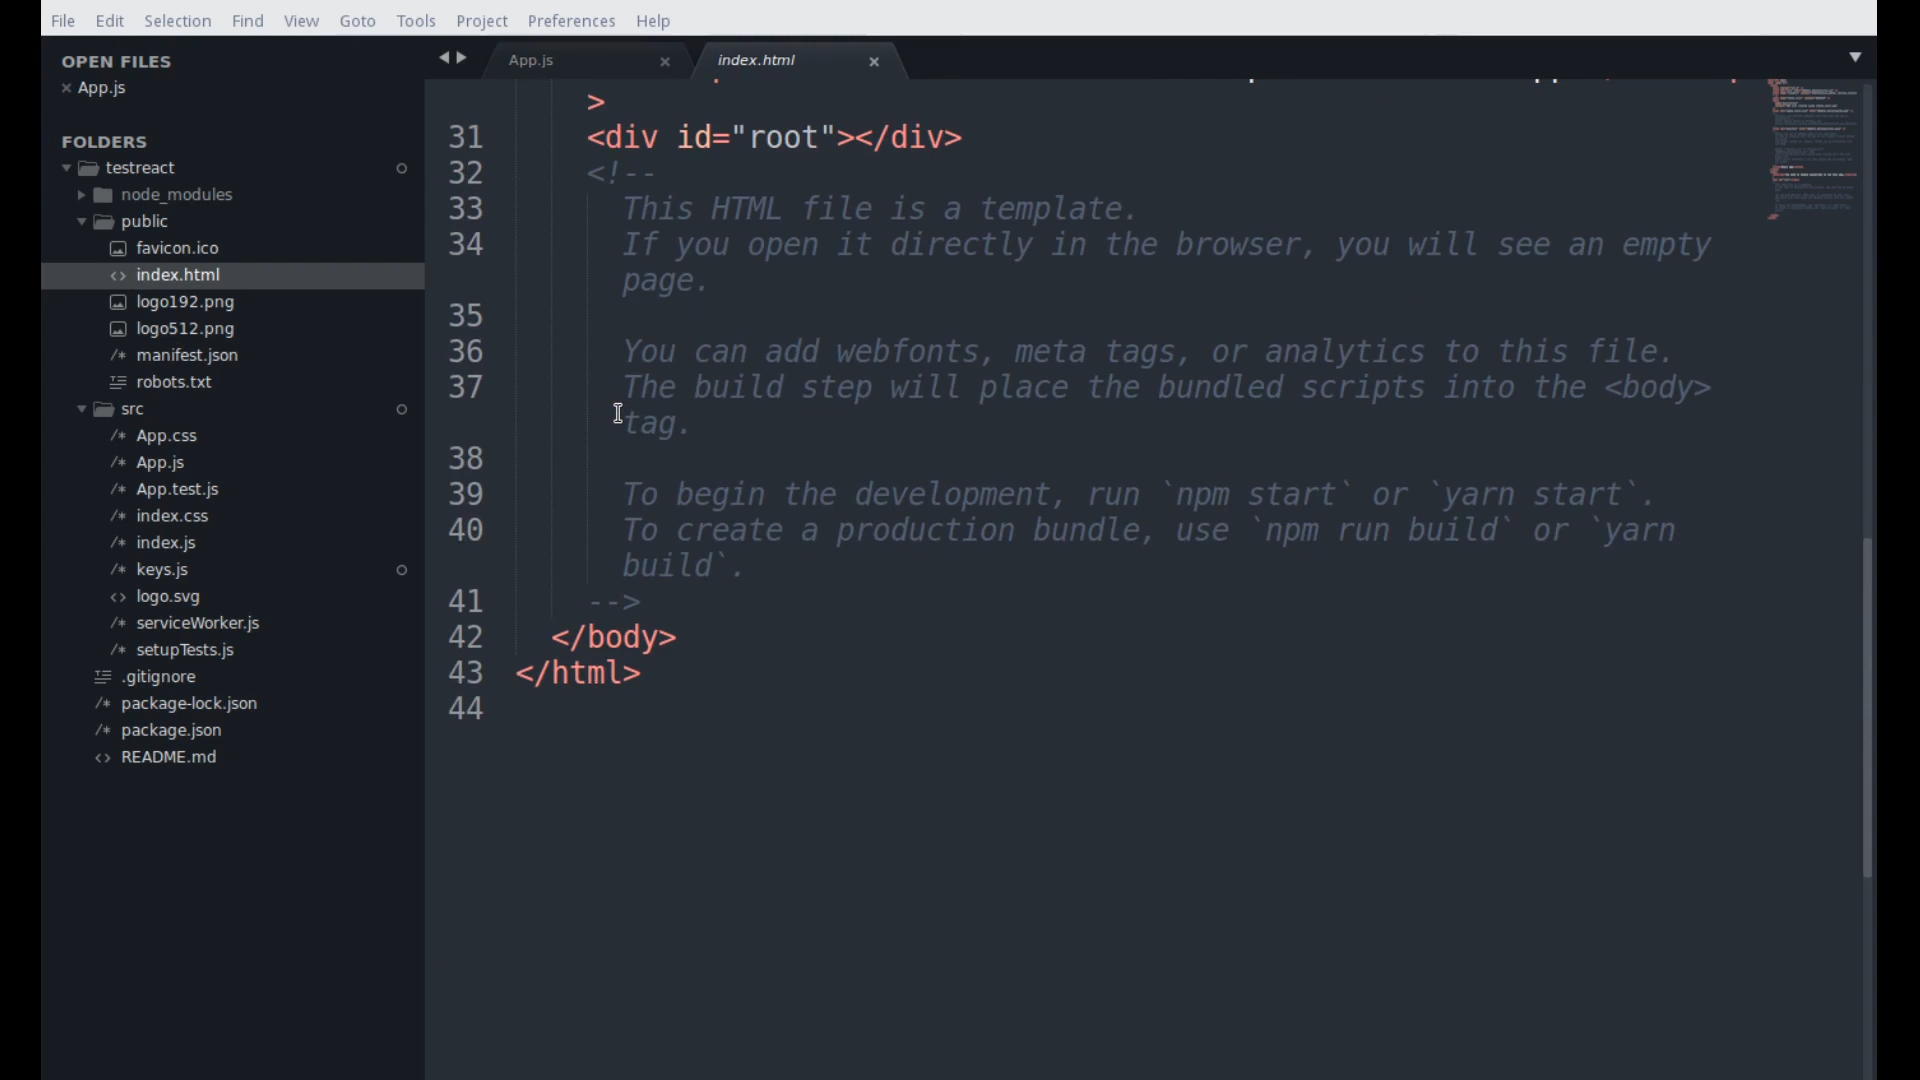 File Edit Selection Find View Goto Tools Project Preferences Help
OPEN FILES
App.js
FOLDERS
testreact
node_modules
public
favicon.ico
index.html
logo192.png
logo512.png
manifest.json
robots.txt
src
App.css
App.js
App.test.js
index.css
index.js
keys.js
logo.svg
serviceWorker.js
setupTests.js
.gitignore
package-lock.json
package.json
README.md
App.js index.html
>
31 <div id="root"></div>
32 <!--
33 This HTML file is a template.
34 If you open it directly in the browser, you will see an empty
page.
35
36 You can add webfonts, meta tags, or analytics to this file.
37 The build step will place the bundled scripts into the <body>
tag.
38
39 To begin the development, run `npm start` or `yarn start`.
40 To create a production bundle, use `npm run build` or `yarn
build`.
41 -->
42 </body>
43 </html>
44